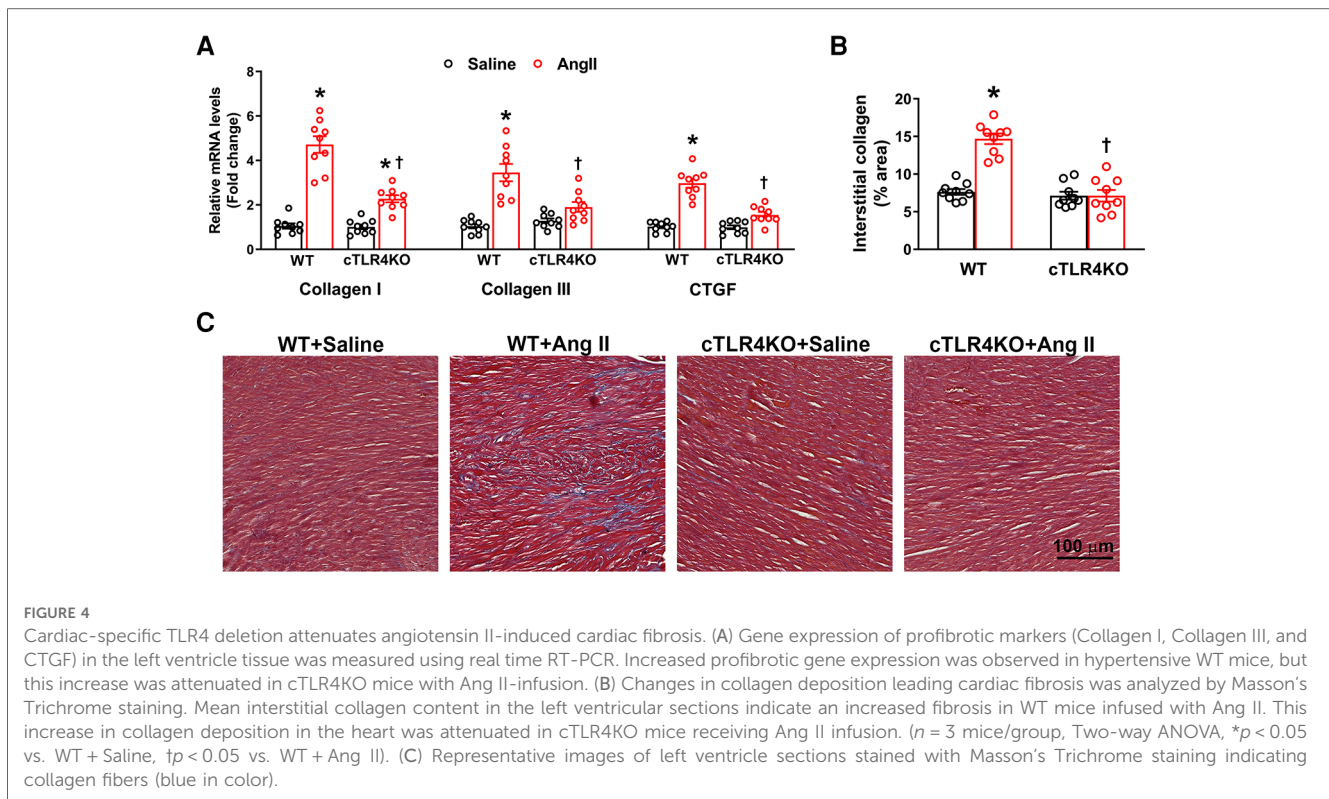 A
Saline
AngII
Relative mRNA levels
(Fold change)
8
6
4
2
0
*
* †
*
†
*
†
WT
cTLR4KO
WT
cTLR4KO
WT
cTLR4KO
Collagen I
Collagen III
CTGF
B
Interstitial collagen
(% area)
20
15
10
5
0
*
†
WT
cTLR4KO
C
WT+Saline
WT+Ang II
cTLR4KO+Saline
cTLR4KO+Ang II
100 μm
FIGURE 4
Cardiac-specific TLR4 deletion attenuates angiotensin II-induced cardiac fibrosis. (A) Gene expression of profibrotic markers (Collagen I, Collagen III, and
CTGF) in the left ventricle tissue was measured using real time RT-PCR. Increased profibrotic gene expression was observed in hypertensive WT mice, but
this increase was attenuated in cTLR4KO mice with Ang II-infusion. (B) Changes in collagen deposition leading cardiac fibrosis was analyzed by Masson's
Trichrome staining. Mean interstitial collagen content in the left ventricular sections indicate an increased fibrosis in WT mice infused with Ang II. This
increase in collagen deposition in the heart was attenuated in cTLR4KO mice receiving Ang II infusion. (n = 3 mice/group, Two-way ANOVA, *p < 0.05
vs. WT + Saline, †p < 0.05 vs. WT + Ang II). (C) Representative images of left ventricle sections stained with Masson's Trichrome staining indicating
collagen fibers (blue in color).